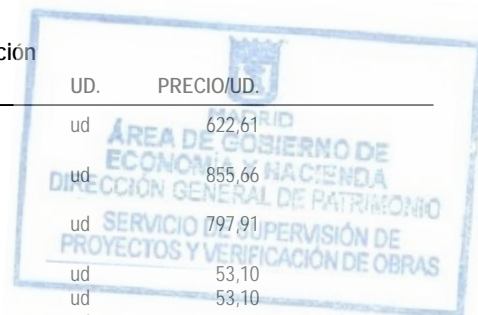 ción
UD. PRECIO/UD.
ud 622,61
ud 855,66
ud 797,91
ud 53,10
ud 53,10
MADRID
ÁREA DE GOBIERNO DE
ECONOMÍA Y HACIENDA
DIRECCIÓN GENERAL DE PATRIMONIO
SERVICIO DE SUPERVISIÓN DE
PROYECTOS Y VERIFICACIÓN DE OBRAS